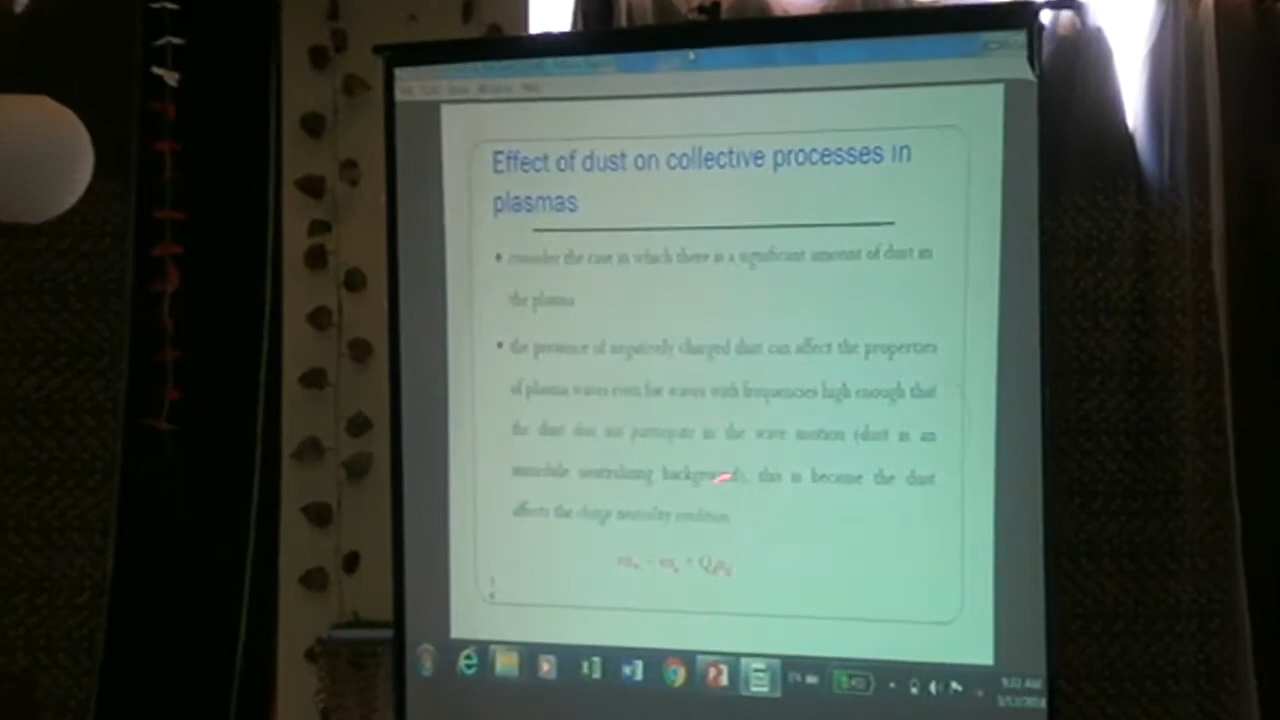 Effect of dust on collective processes in
plasmas
• consider the case in which there is a significant amount of dust in
the plasma
• the presence of negatively charged dust can affect the properties
of plasma waves even for waves with frequencies high enough that
the dust does not participate in the wave motion (dust is an
immobile neutralizing background), this is because the dust
affects the charge neutrality condition